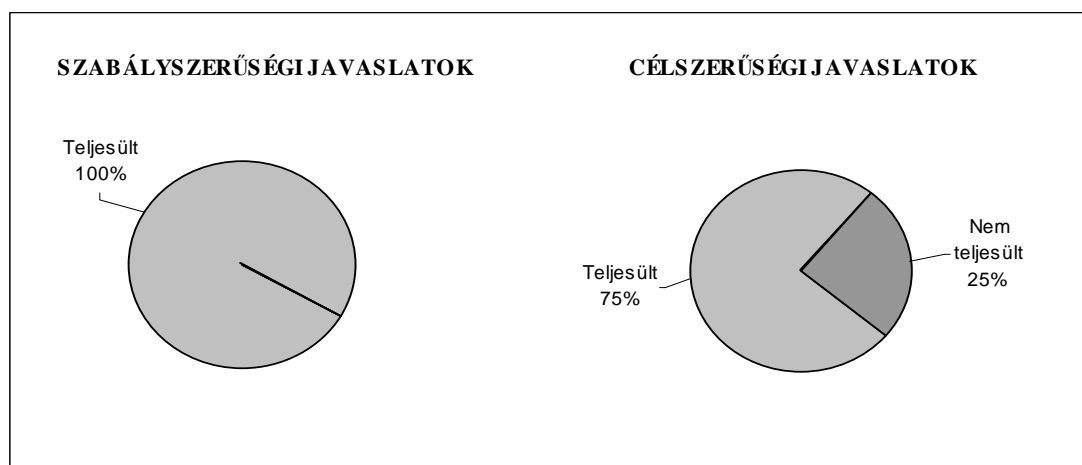 SZABÁLYSZERŰSÉGI JAVASLATOK
Teljesült
100%
CÉLSZERŰSÉGI JAVASLATOK
Teljesült
75%
Nem
teljesült
25%